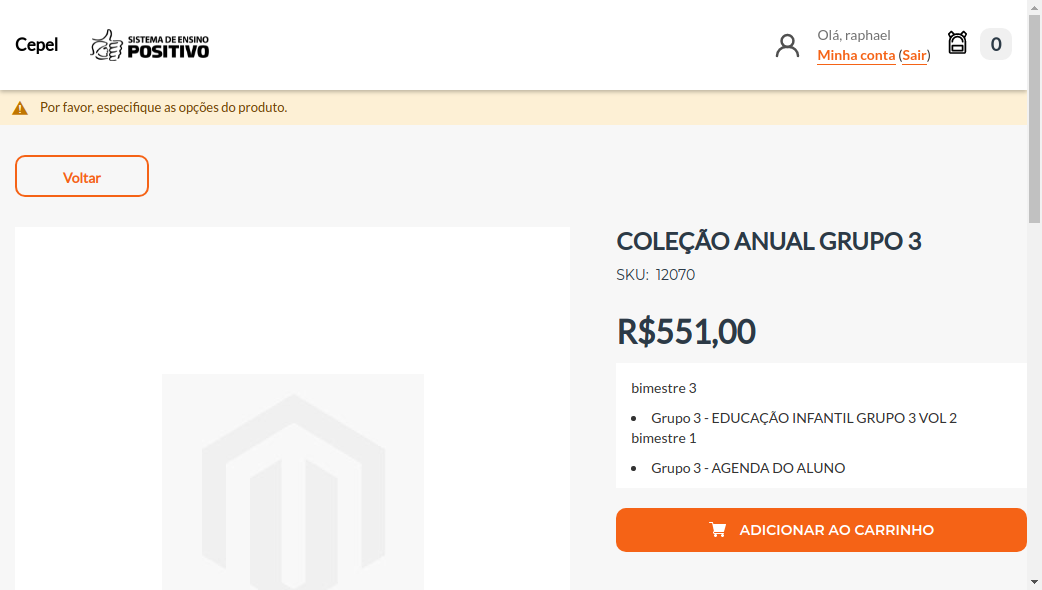 Cepel
SISTEMA DE ENSINO
POSITIVO
Olá, raphael
Minha conta (Sair)
0
Por favor, especifique as opções do produto.
Voltar
COLEÇÃO ANUAL GRUPO 3
SKU: 12070
R$551,00
bimestre 3
• Grupo 3 - EDUCAÇÃO INFANTIL GRUPO 3 VOL 2
bimestre 1
• Grupo 3 - AGENDA DO ALUNO
ADICIONAR AO CARRINHO